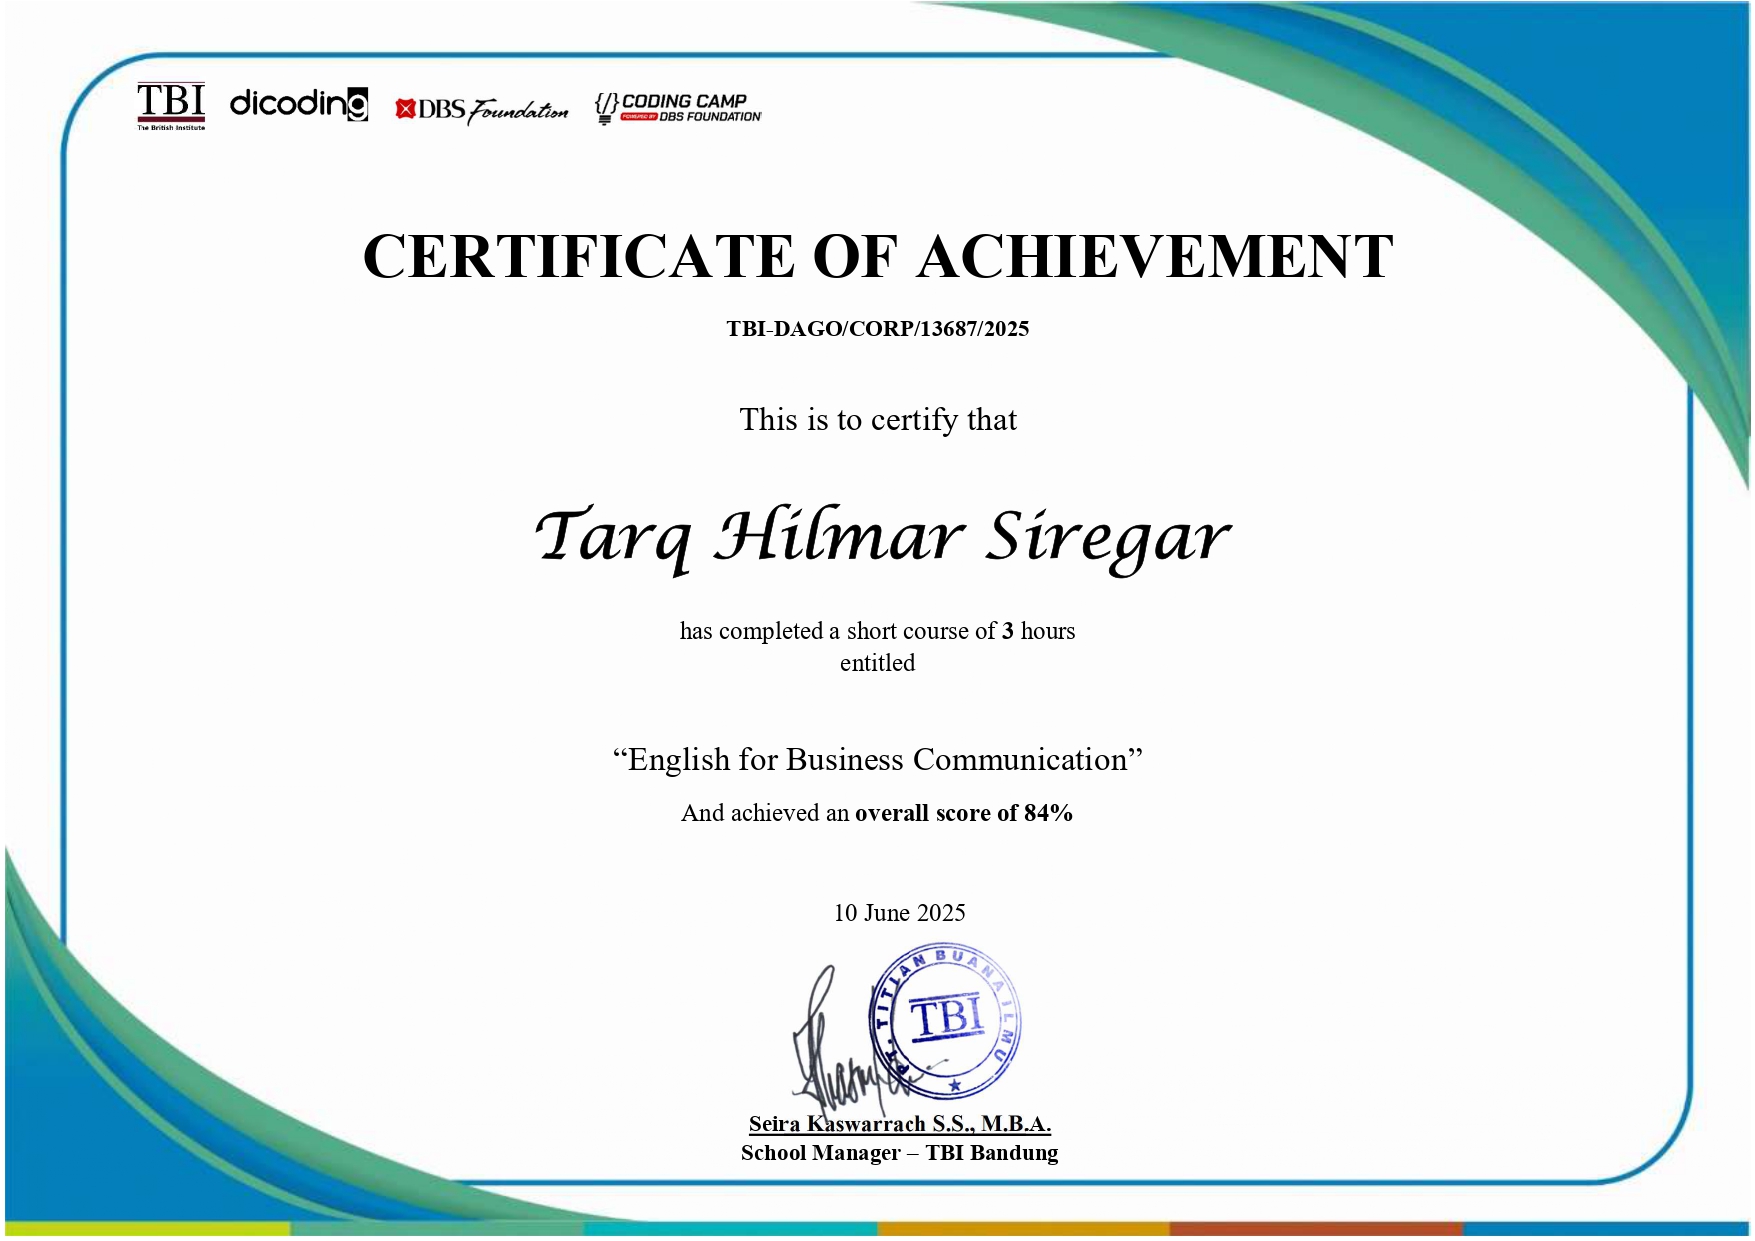 TBI
The British Institute
dicoding
DBS Foundation
{/} CODING CAMP
POWERED BY DBS FOUNDATION
CERTIFICATE OF ACHIEVEMENT
TBI-DAGO/CORP/13687/2025
This is to certify that
Tarq Hilmar Siregar
has completed a short course of 3 hours
entitled
“English for Business Communication”
And achieved an overall score of 84%
10 June 2025
PT. TITIAN BUANA ILMU
TBI
Seira Kaswarrach S.S., M.B.A.
School Manager – TBI Bandung